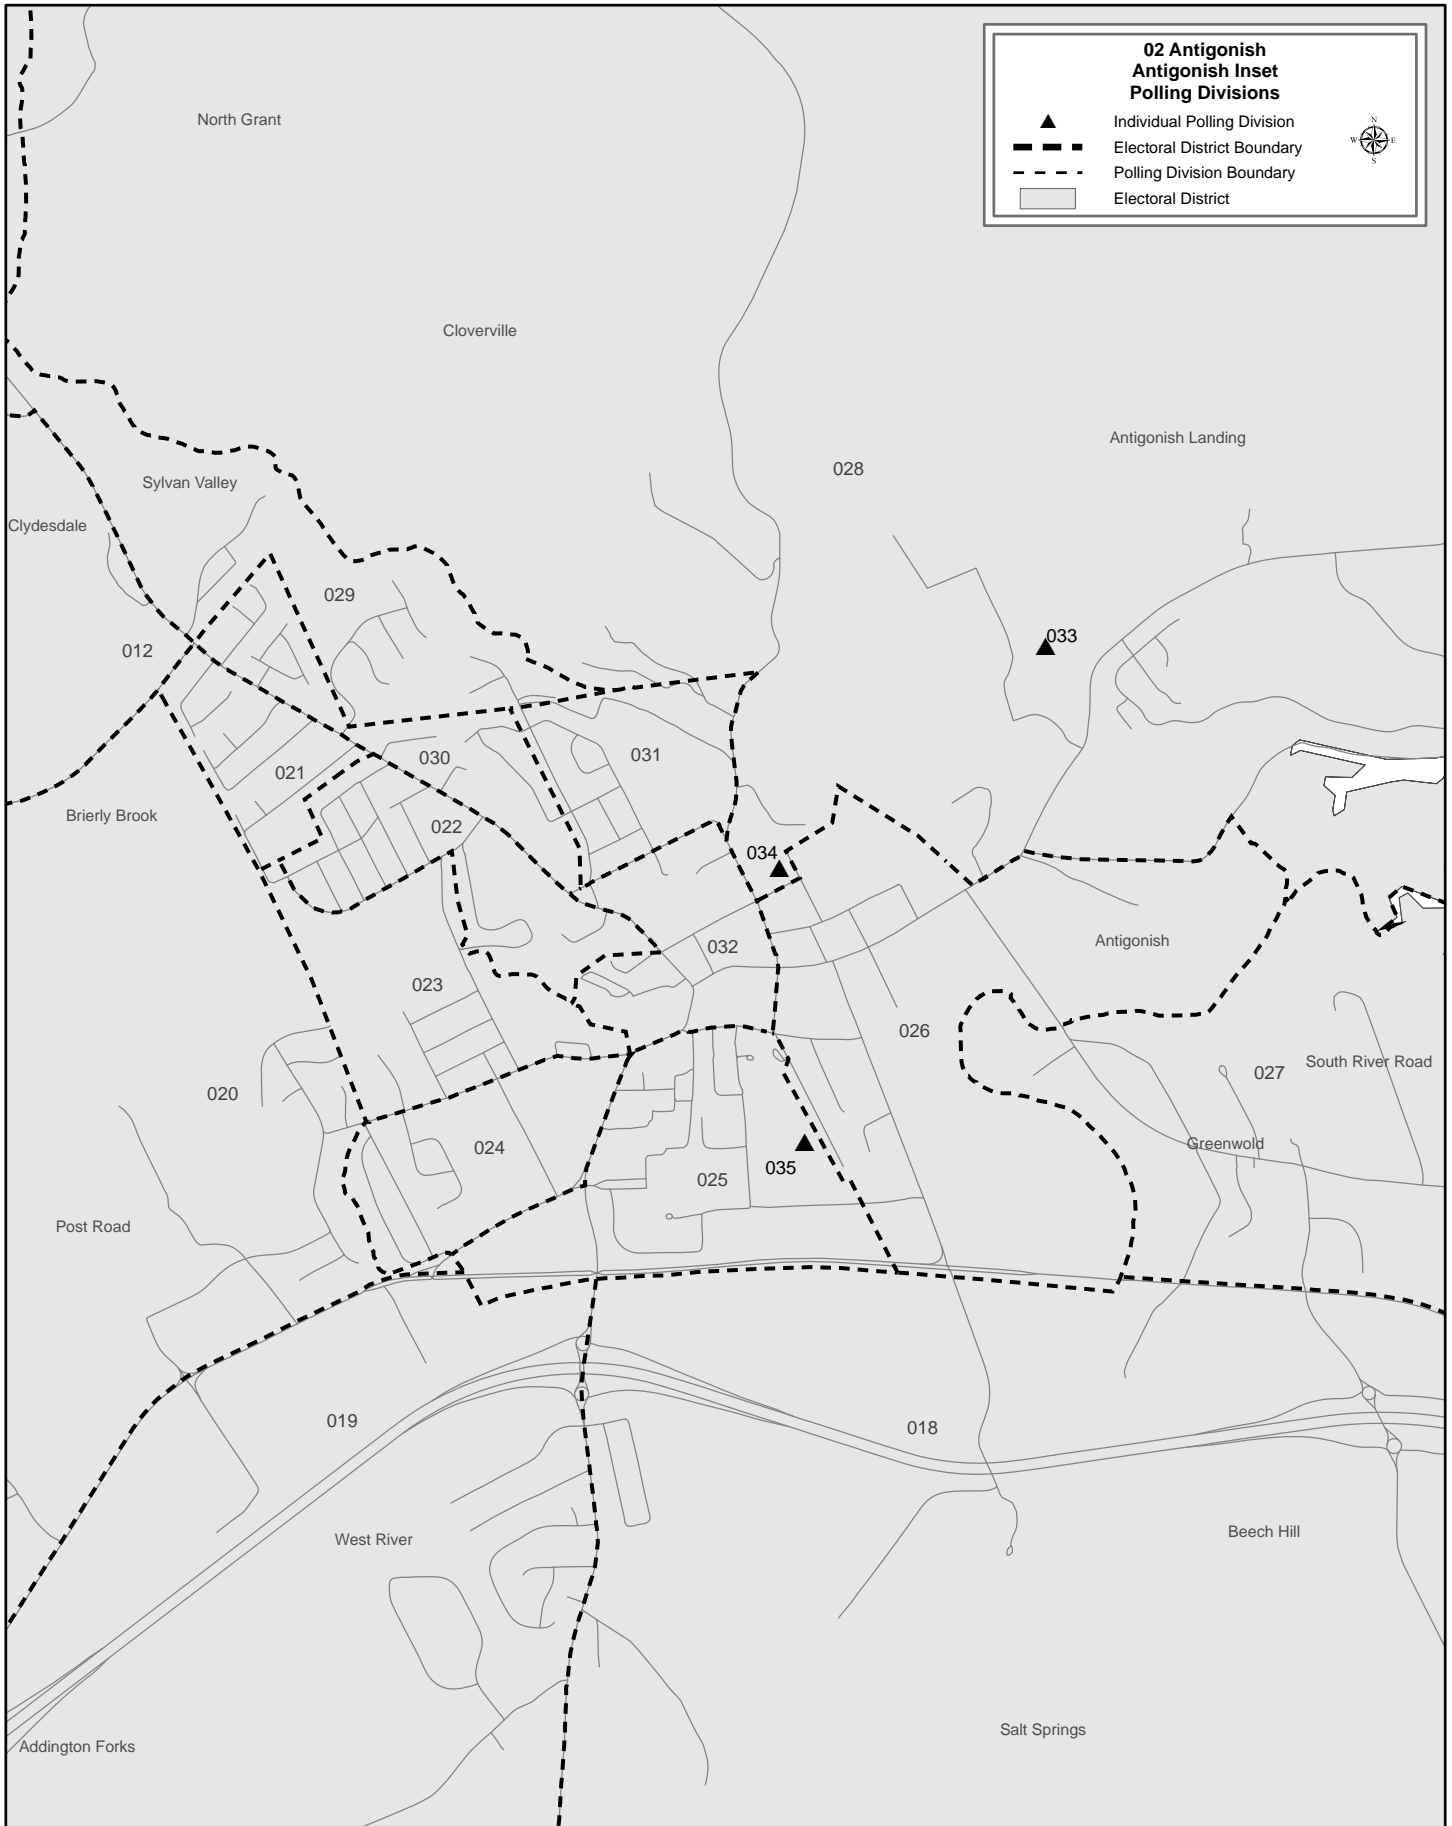 02 Antigonish
Antigonish Inset
Polling Divisions
Individual Polling Division
Electoral District Boundary
Polling Division Boundary
Electoral District
N
W E
S
North Grant
Cloverville
Antigonish Landing
028
Sylvan Valley
Clydesdale
029
033
012
031
030
021
Brierly Brook
022
034
Antigonish
032
023
026
South River Road
027
020
Greenwold
024
035
025
Post Road
019
018
West River
Beech Hill
Salt Springs
Addington Forks